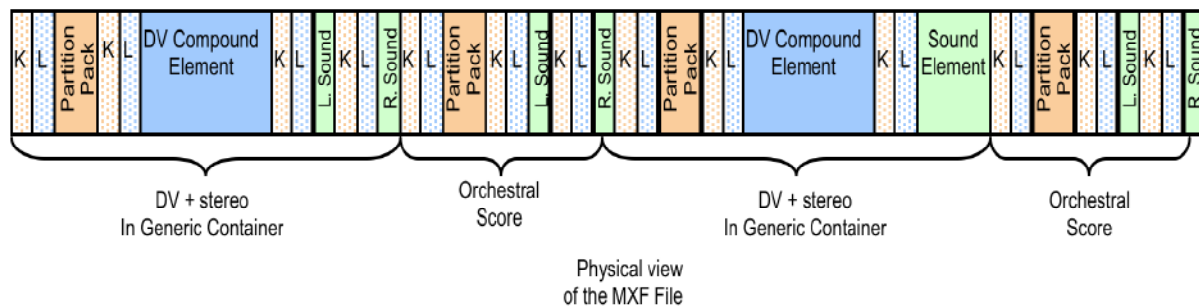 K L Partition Pack K L DV Compound Element K L L. Sound K L R. Sound K L Partition Pack K L L. Sound K L R. Sound K L Partition Pack K L DV Compound Element K L Sound Element K L Partition Pack K L L. Sound K L R. Sound
DV + stereo
In Generic Container
Orchestral
Score
DV + stereo
In Generic Container
Orchestral
Score
Physical view
of the MXF File